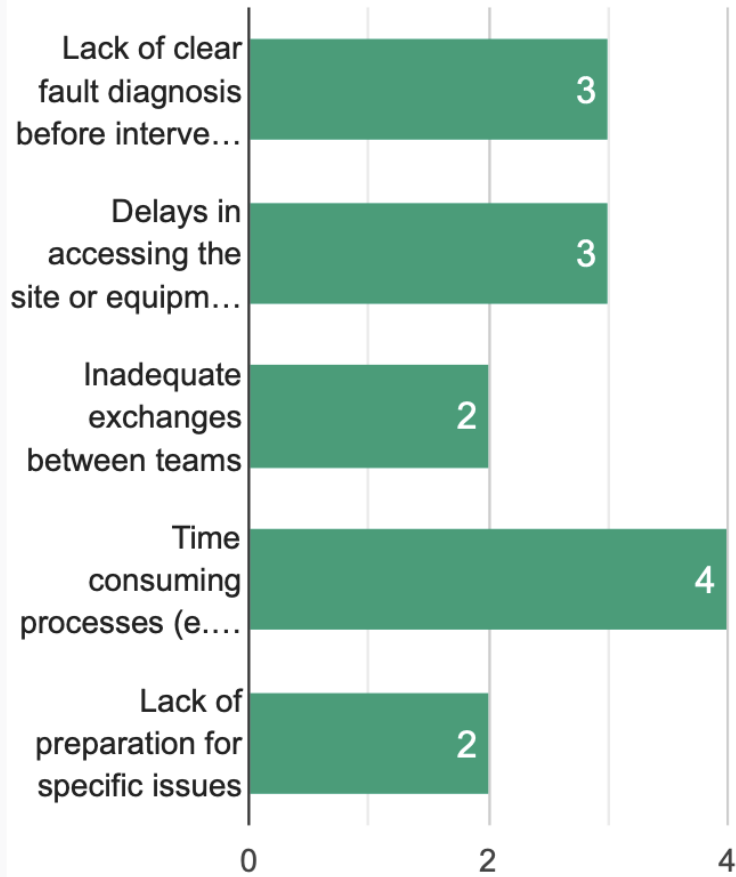 Lack of clear
fault diagnosis
before interve…
3
Delays in
accessing the
site or equipm…
3
Inadequate
exchanges
between teams
2
Time
consuming
processes (e.…
4
Lack of
preparation for
specific issues
2
0 2 4